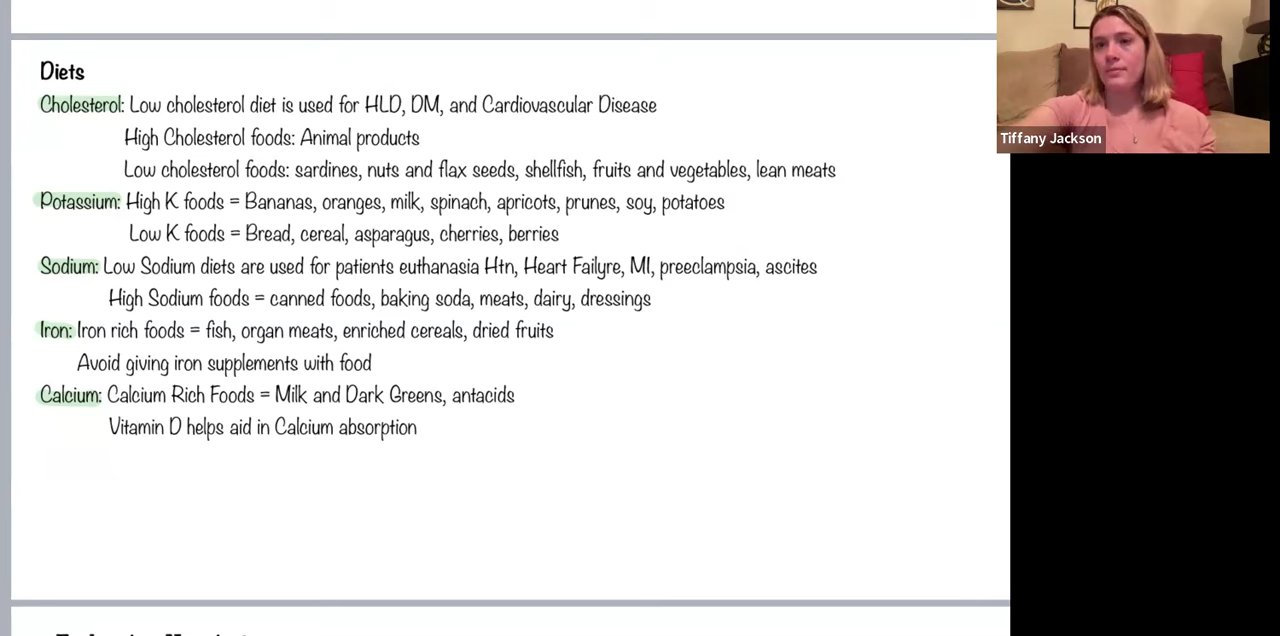 Diets
Cholesterol: Low cholesterol diet is used for HLD, DM, and Cardiovascular Disease
High Cholesterol foods: Animal products
Low cholesterol foods: sardines, nuts and flax seeds, shellfish, fruits and vegetables, lean meats
Potassium: High K foods = Bananas, oranges, milk, spinach, apricots, prunes, soy, potatoes
Low K foods = Bread, cereal, asparagus, cherries, berries
Sodium: Low Sodium diets are used for patients euthanasia Htn, Heart Failyre, MI, preeclampsia, ascites
High Sodium foods = canned foods, baking soda, meats, dairy, dressings
Iron: Iron rich foods = fish, organ meats, enriched cereals, dried fruits
Avoid giving iron supplements with food
Calcium: Calcium Rich Foods = Milk and Dark Greens, antacids
Vitamin D helps aid in Calcium absorption
Tiffany Jackson